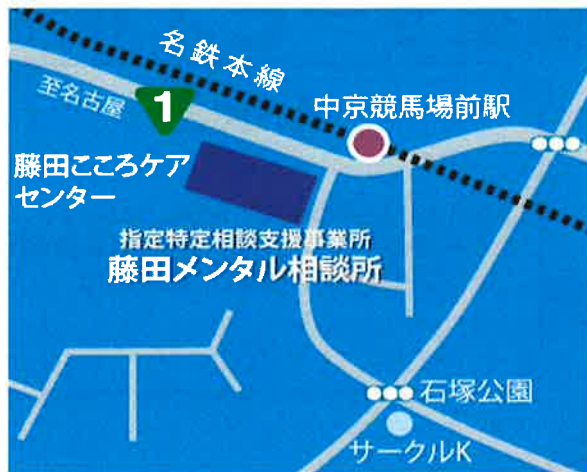 名鉄本線
至名古屋
1
中京競馬場前駅
藤田こころケア
センター
指定特定相談支援事業所
藤田メンタル相談所
石塚公園
サークルK